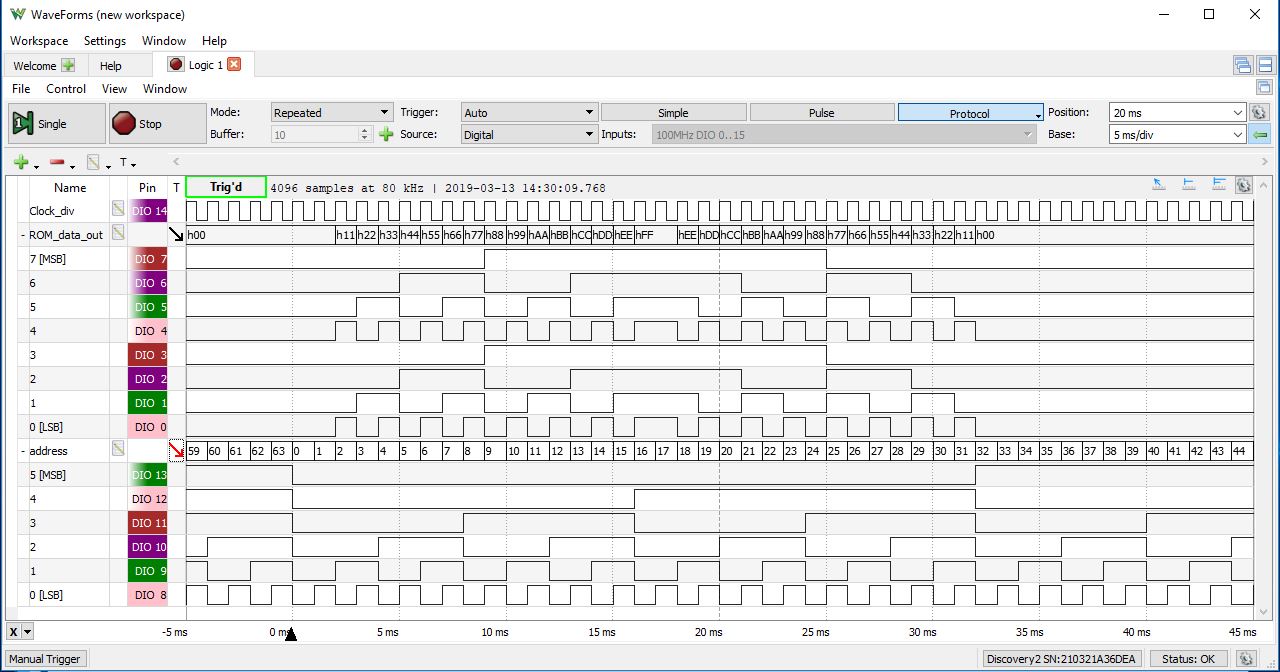 WaveForms (new workspace)
Workspace Settings Window Help
Welcome Help Logic 1
File Control View Window
Single Stop Mode: Repeated Trigger: Auto Simple Pulse Protocol Position: 20 ms
Buffer: 10 Source: Digital Inputs: 100MHz DIO 0..15 Base: 5 ms/div
T
Name Pin T Trig'd 4096 samples at 80 kHz | 2019-03-13 14:30:09.768
Clock_div DIO 14
- ROM_data_out h00 h11 h22 h33 h44 h55 h66 h77 h88 h99 hAA hBB hCC hDD hEE hFF hEE hDD hCC hBB hAA h99 h88 h77 h66 h55 h44 h33 h22 h11 h00
7 [MSB] DIO 7
6 DIO 6
5 DIO 5
4 DIO 4
3 DIO 3
2 DIO 2
1 DIO 1
0 [LSB] DIO 0
- address 59 60 61 62 63 0 1 2 3 4 5 6 7 8 9 10 11 12 13 14 15 16 17 18 19 20 21 22 23 24 25 26 27 28 29 30 31 32 33 34 35 36 37 38 39 40 41 42 43 44
5 [MSB] DIO 13
4 DIO 12
3 DIO 11
2 DIO 10
1 DIO 9
0 [LSB] DIO 8
X -5 ms 0 ms 5 ms 10 ms 15 ms 20 ms 25 ms 30 ms 35 ms 40 ms 45 ms
Manual Trigger Discovery2 SN:210321A36DEA Status: OK